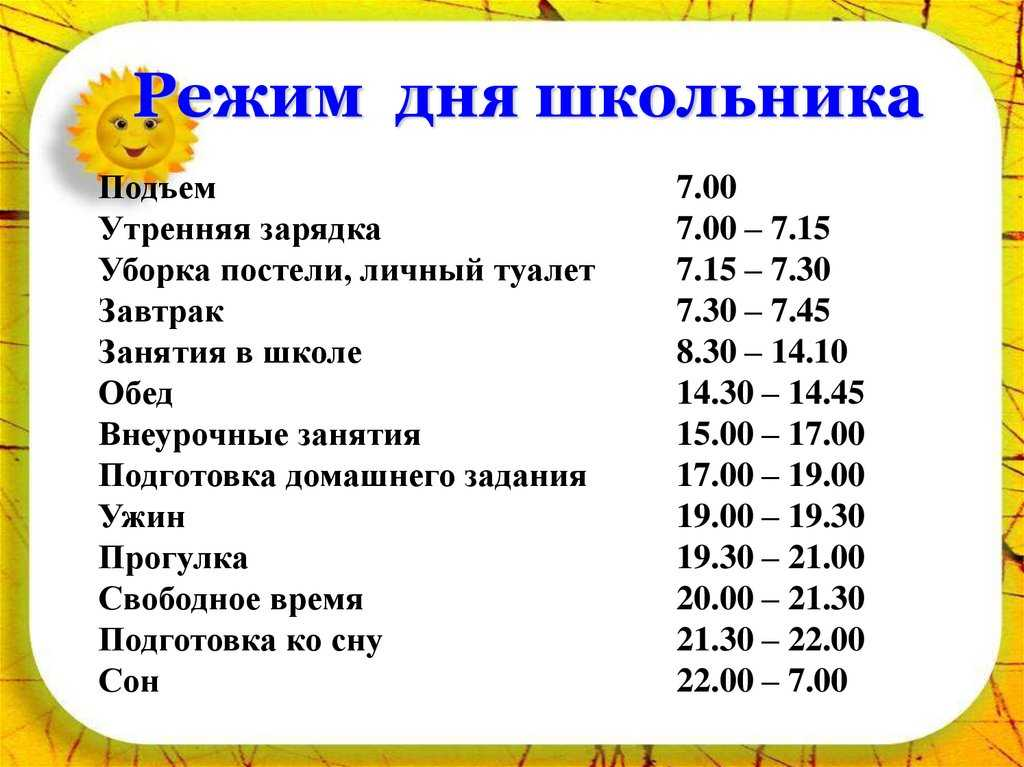 Режим дня школьника
Подъем 7.00
Утренняя зарядка 7.00 – 7.15
Уборка постели, личный туалет 7.15 – 7.30
Завтрак 7.30 – 7.45
Занятия в школе 8.30 – 14.10
Обед 14.30 – 14.45
Внеурочные занятия 15.00 – 17.00
Подготовка домашнего задания 17.00 – 19.00
Ужин 19.00 – 19.30
Прогулка 19.30 – 21.00
Свободное время 20.00 – 21.30
Подготовка ко сну 21.30 – 22.00
Сон 22.00 – 7.00